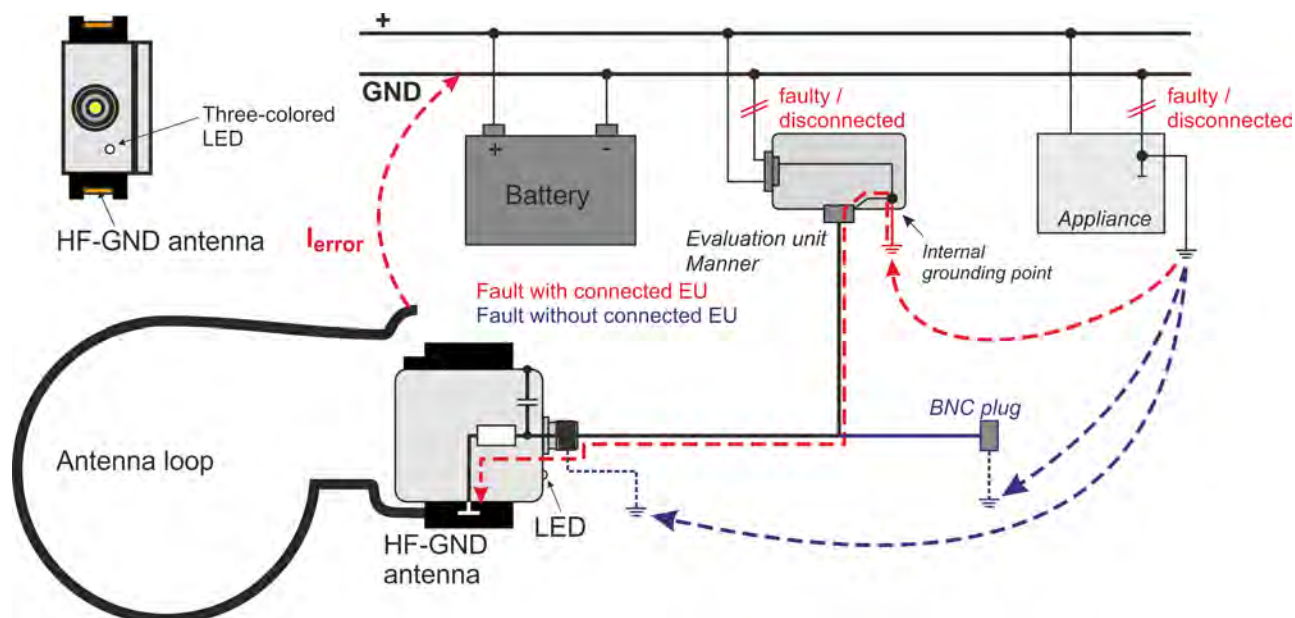 +
GND
Three-colored
LED
HF-GND antenna
faulty /
disconnected
faulty /
disconnected
+
-
Battery
Appliance
Ierror
Evaluation unit
Manner
Internal
grounding point
Fault with connected EU
Fault without connected EU
BNC plug
Antenna loop
LED
HF-GND
antenna